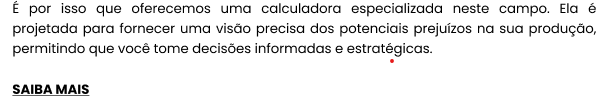 É por isso que oferecemos uma calculadora especializada neste campo. Ela é
projetada para fornecer uma visão precisa dos potenciais prejuízos na sua produção,
permitindo que você tome decisões informadas e estratégicas.
SAIBA MAIS